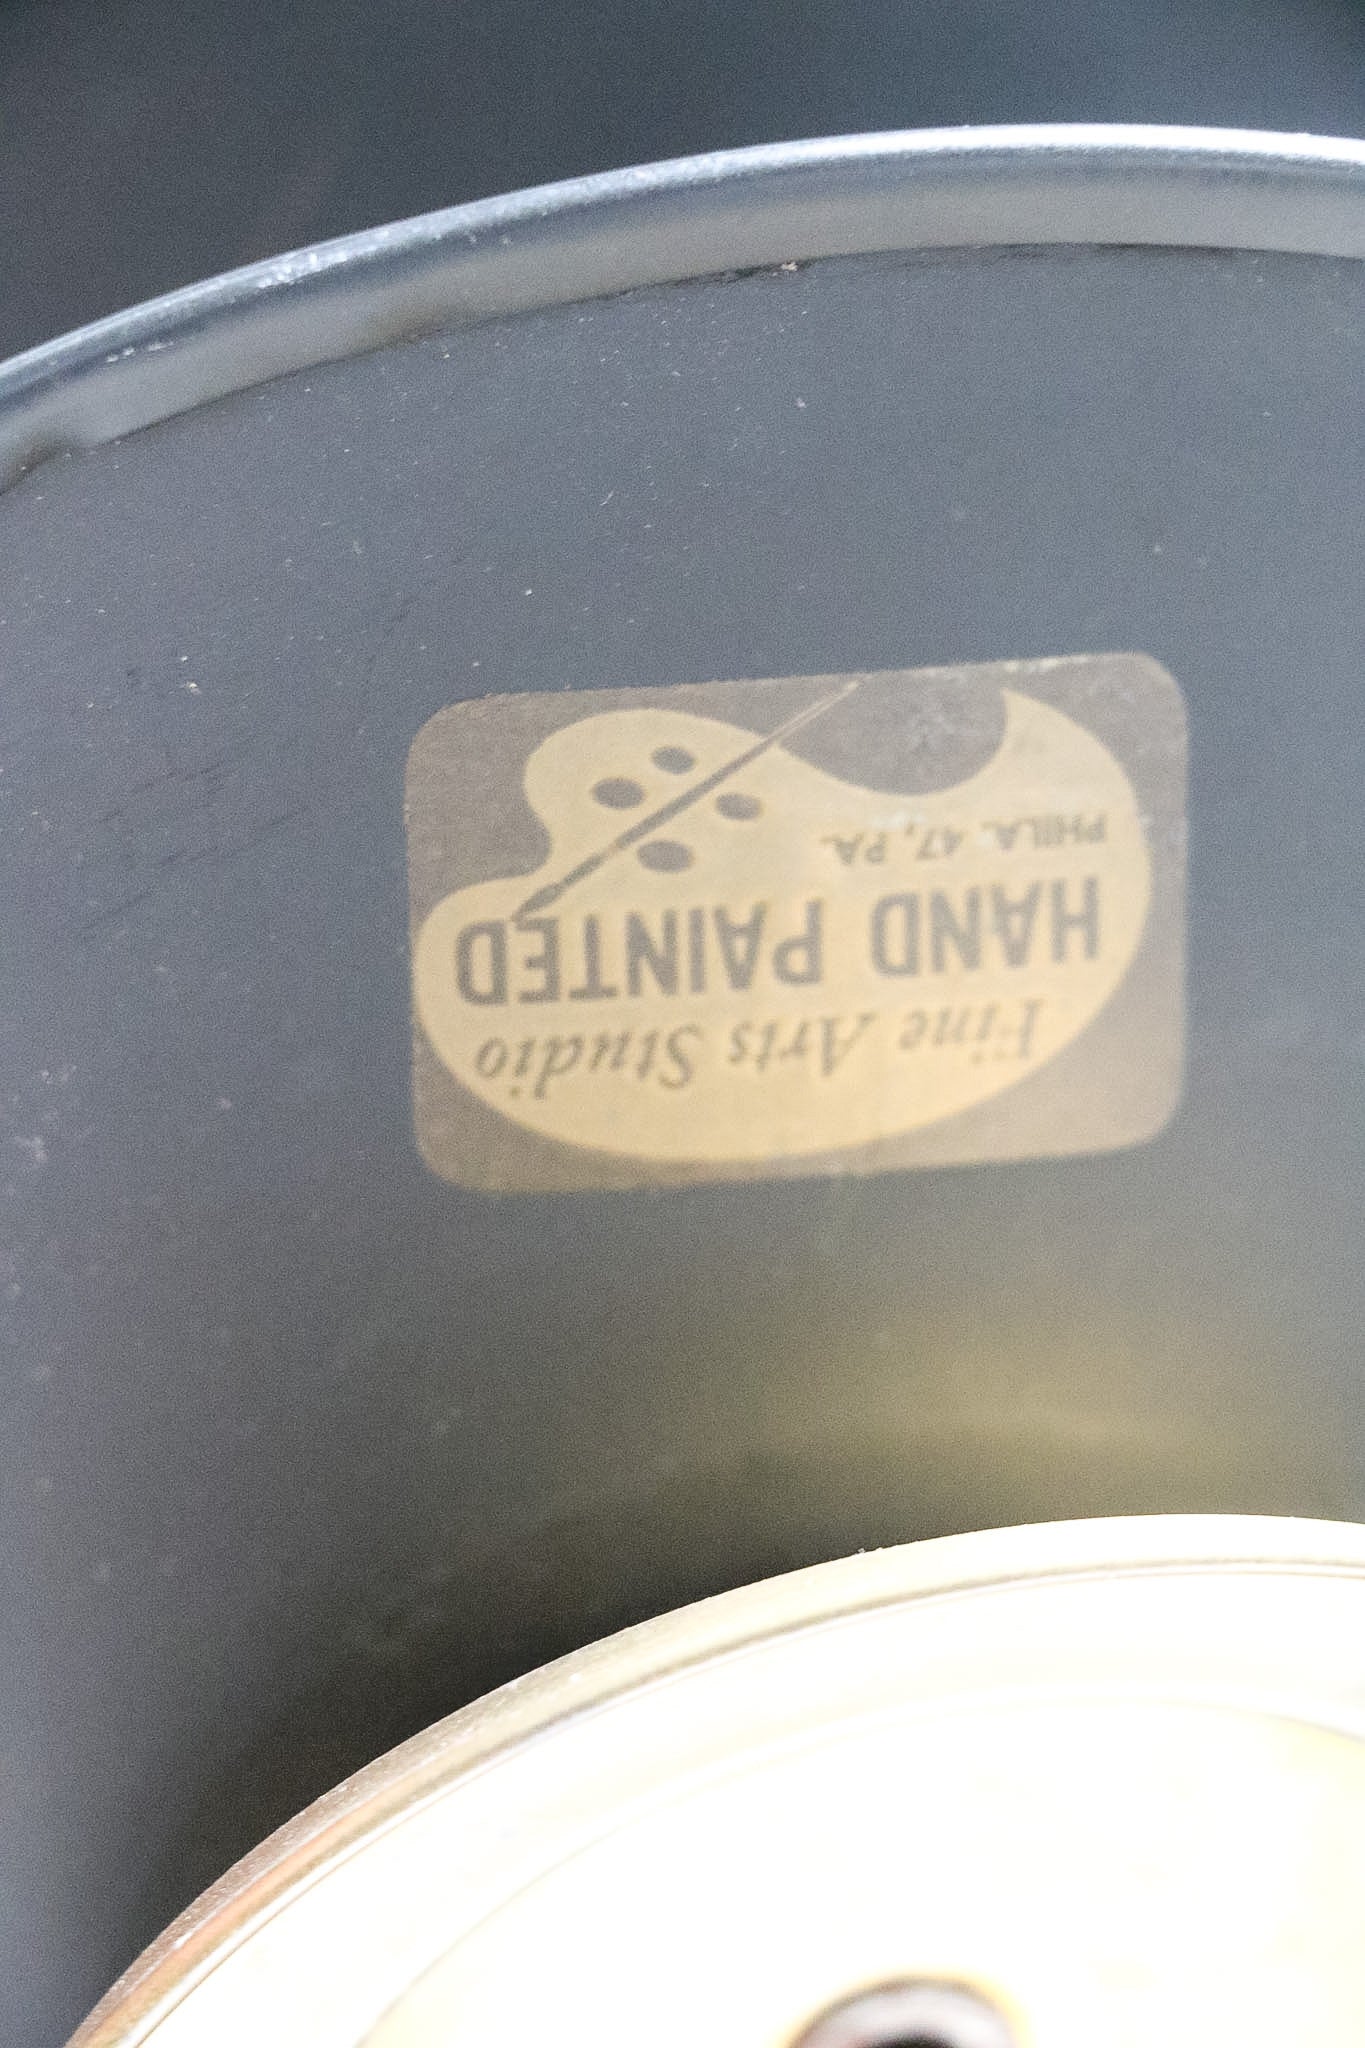 Fine Arts Studio
HAND PAINTED
PHILA. 47, PA.